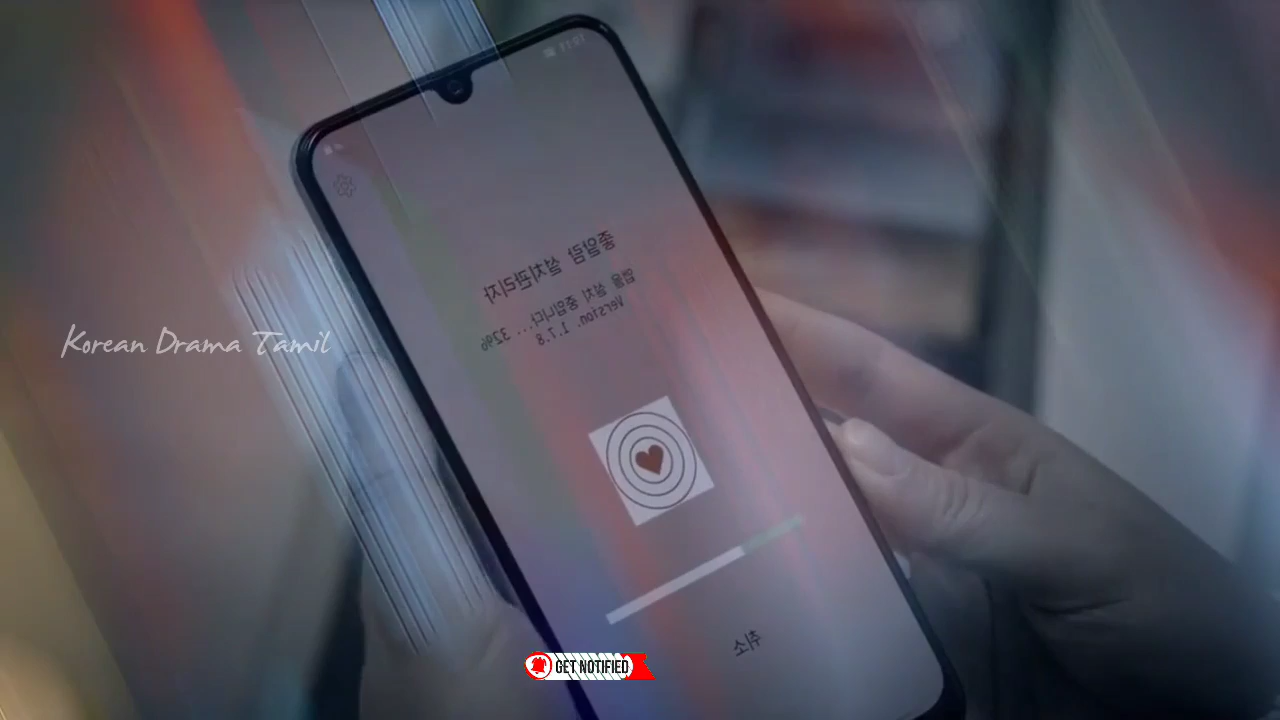 좋알람 설치관리자
앱을 설치 중입니다... 32%
Version. 1.7.8
취소
Korean Drama Tamil
GET NOTIFIED